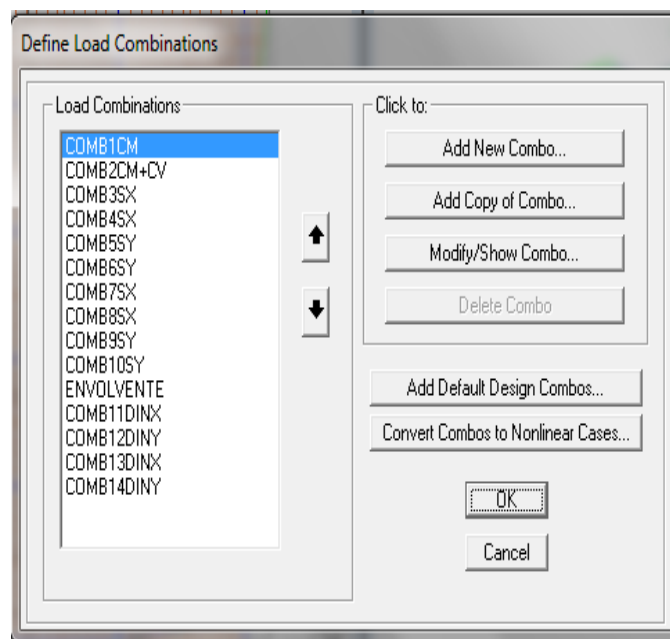 Define Load Combinations
Load Combinations
COMB1CM
COMB2CM+CV
COMB3SX
COMB4SX
COMB5SY
COMB6SY
COMB7SX
COMB8SX
COMB9SY
COMB10SY
ENVOLVENTE
COMB11DINX
COMB12DINY
COMB13DINX
COMB14DINY
Click to:
Add New Combo...
Add Copy of Combo...
Modify/Show Combo...
Delete Combo
Add Default Design Combos...
Convert Combos to Nonlinear Cases...
OK
Cancel